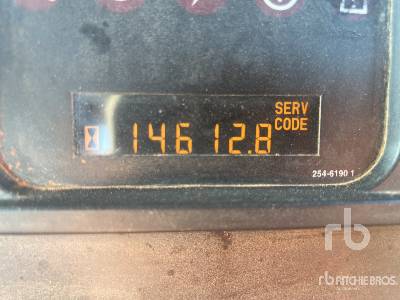 SERV
14612.8 CODE
254-6190 1
rb
RITCHIE BROS.